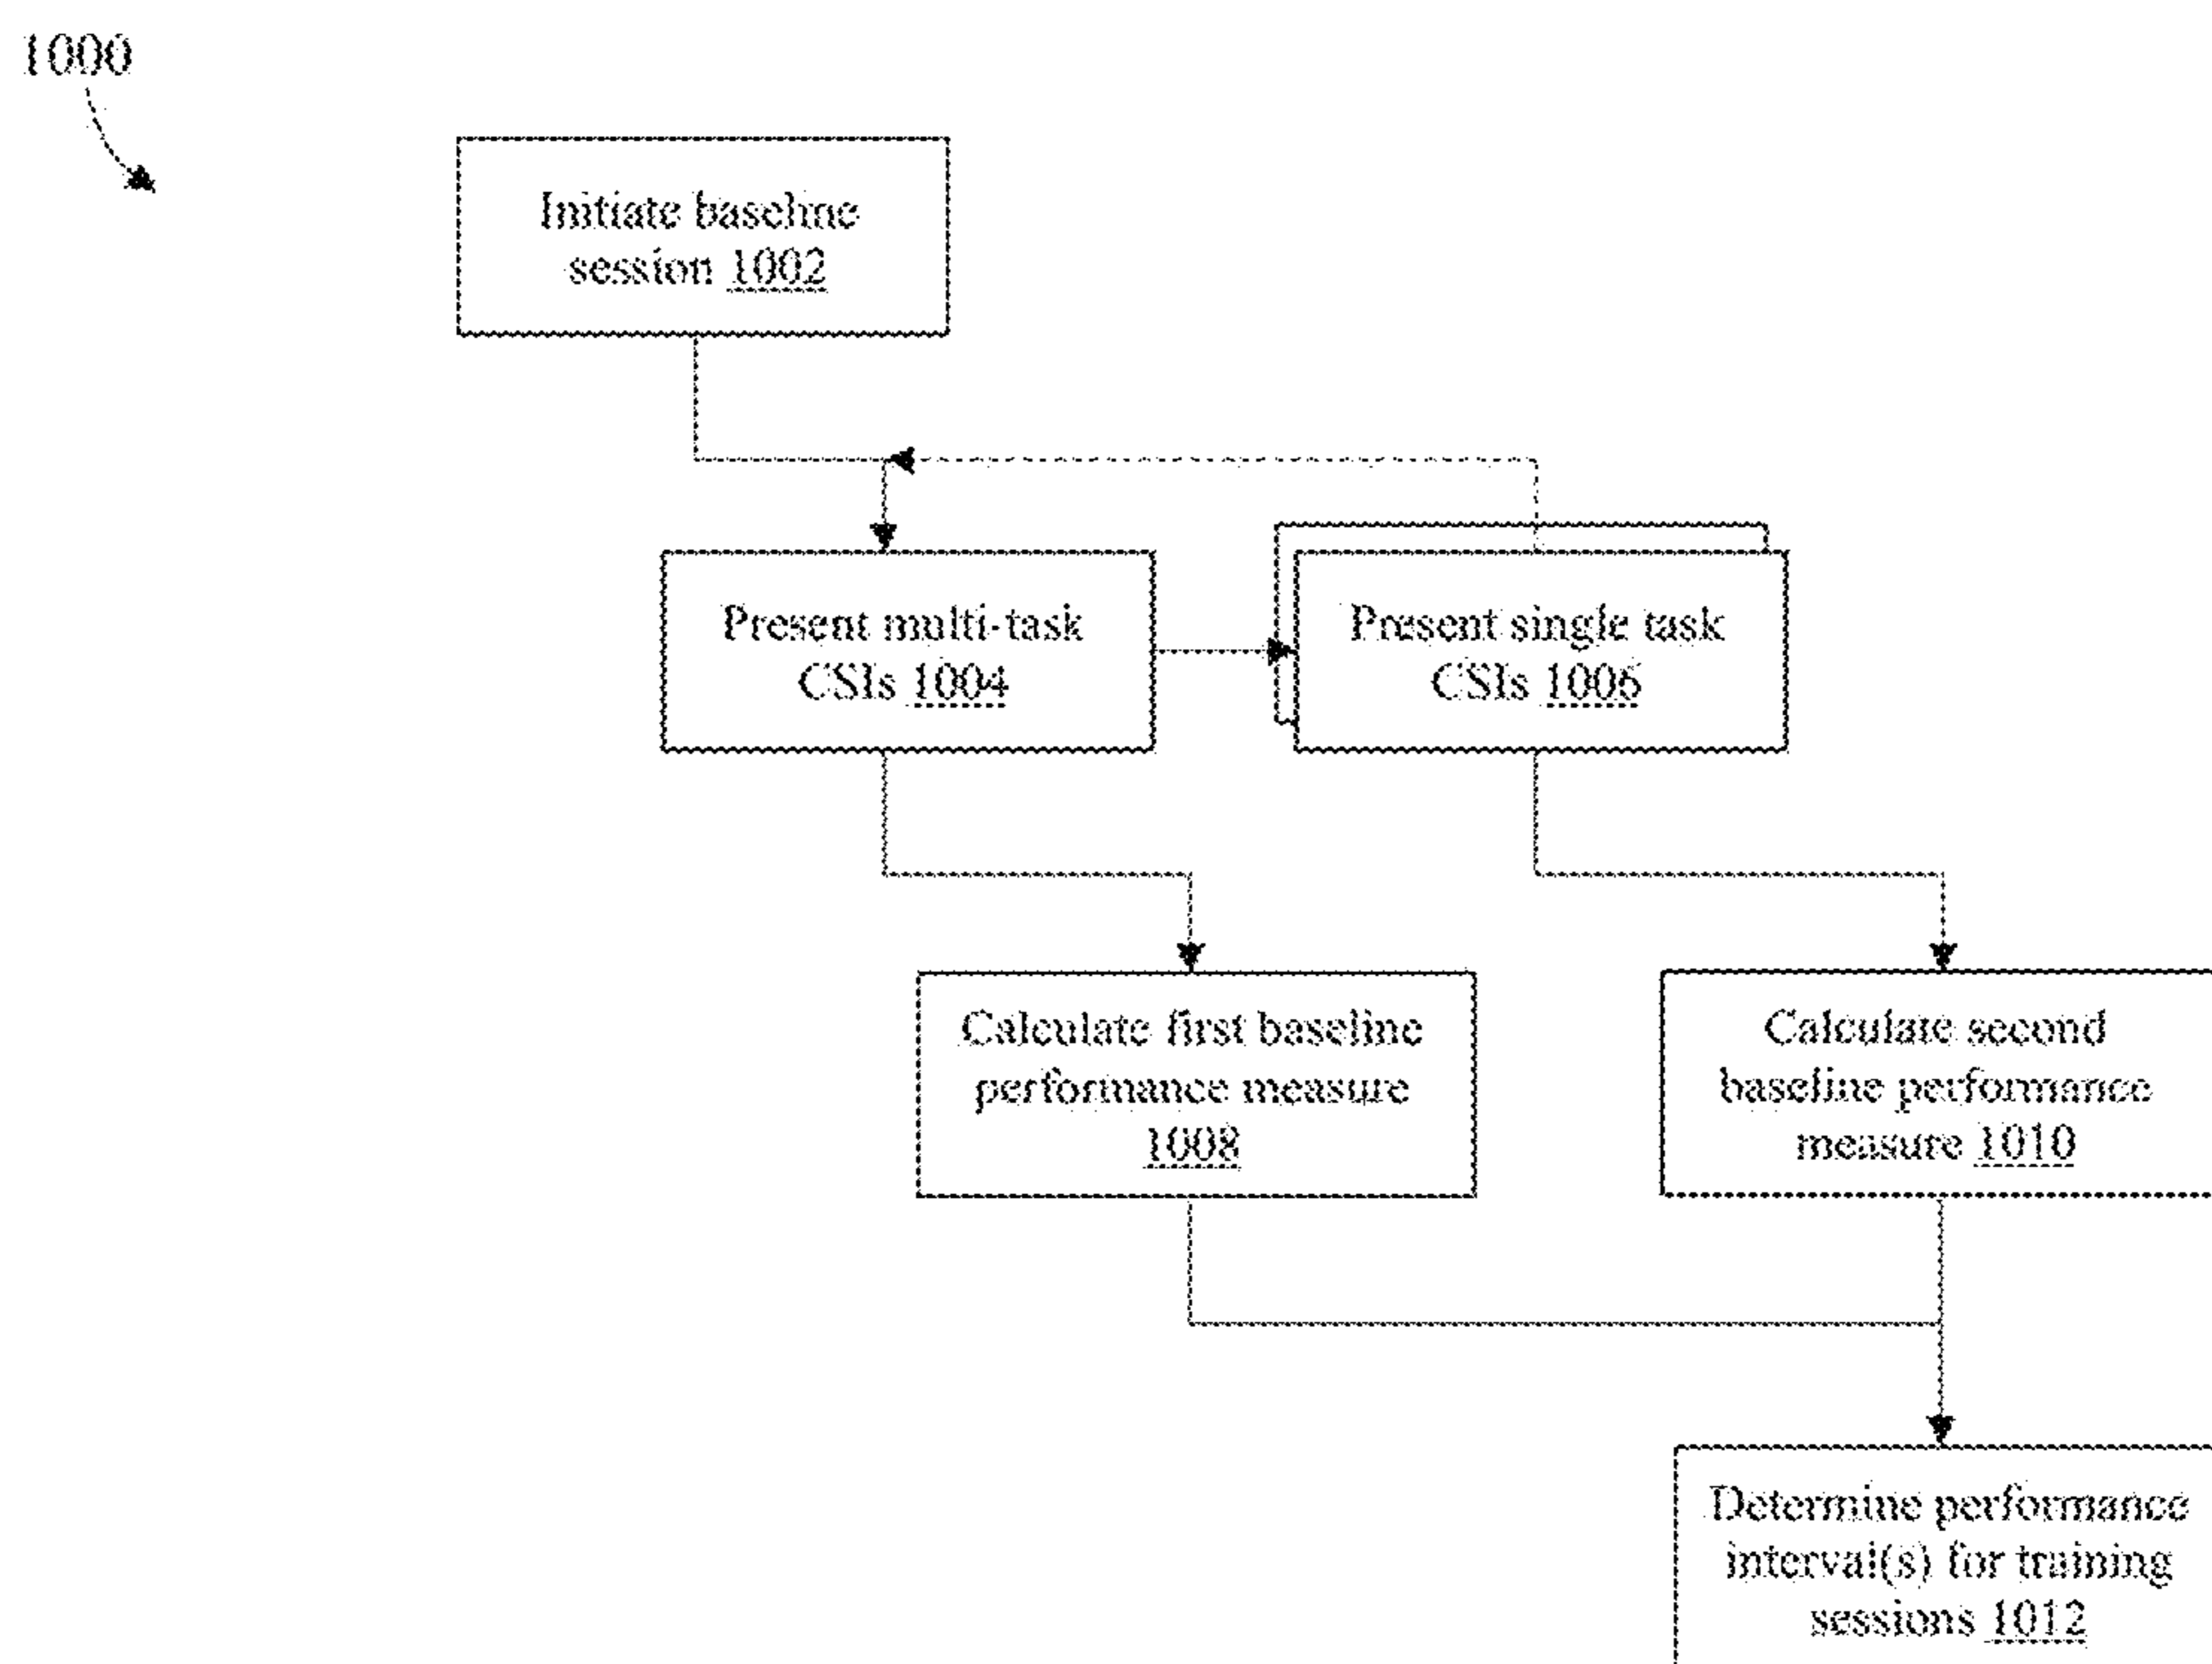 1000
Initiate baseline
session 1002
Present multi-task
CSIs 1004
Present single task
CSIs 1006
Calculate first baseline
performance measure
1008
Calculate second
baseline performance
measure 1010
Determine performance
interval(s) for training
sessions 1012